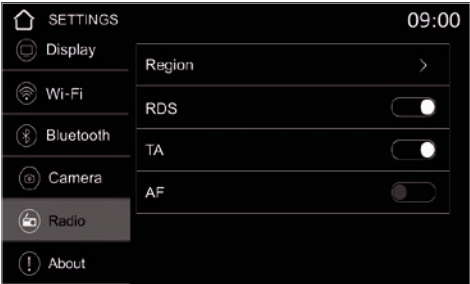 SETTINGS
09:00
Display
Wi-Fi
Bluetooth
Camera
Radio
About
Region
RDS
TA
AF